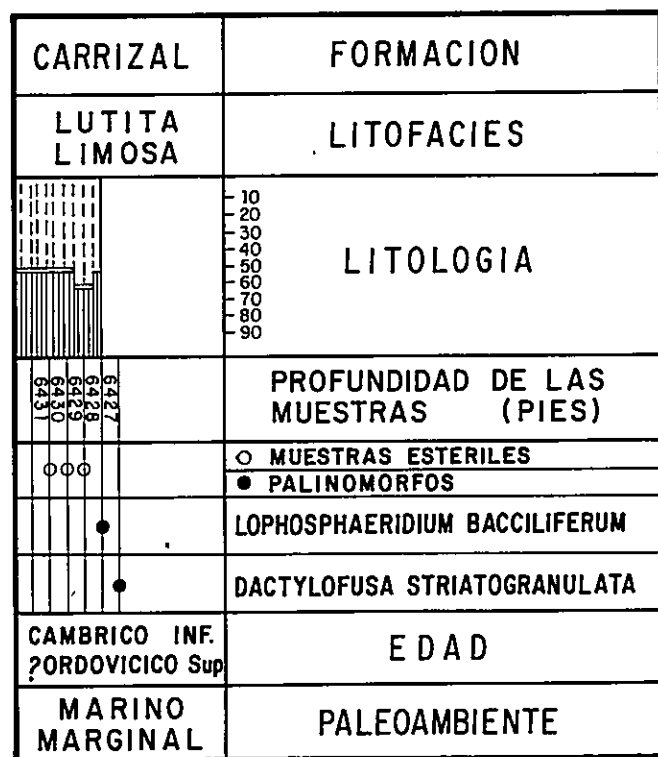 CARRIZAL
FORMACION
LUTITA
LIMOSA
LITOFACIES
10
20
30
40
50
60
70
80
90
LITOLOGIA
6431
6430
6429
6428
6427
PROFUNDIDAD DE LAS
MUESTRAS (PIES)
MUESTRAS ESTERILES
PALINOMORFOS
LOPHOSPHAERIDIUM BACCILIFERUM
DACTYLOFUSA STRIATOGRANULATA
CAMBRICO INF.
?ORDOVICICO Sup
EDAD
MARINO
MARGINAL
PALEOAMBIENTE